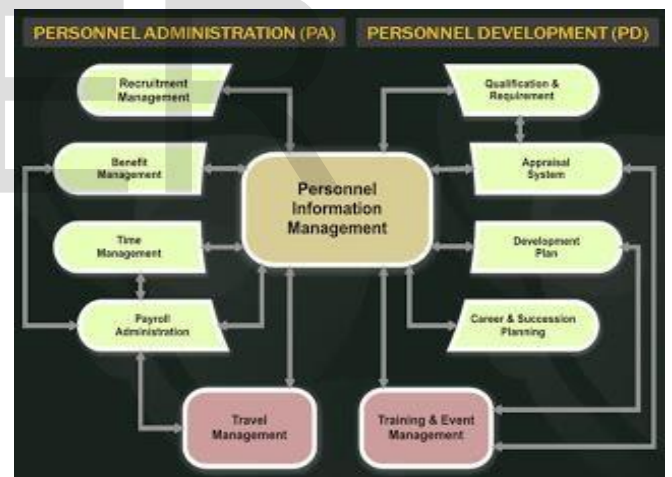 PERSONNEL ADMINISTRATION (PA)
PERSONNEL DEVELOPMENT (PD)
Recruitment
Management
Qualification &
Requirement
Benefit
Management
Appraisal
System
Personnel
Information
Management
Time
Management
Development
Plan
Payroll
Administration
Career & Succession
Planning
Travel
Management
Training & Event
Management